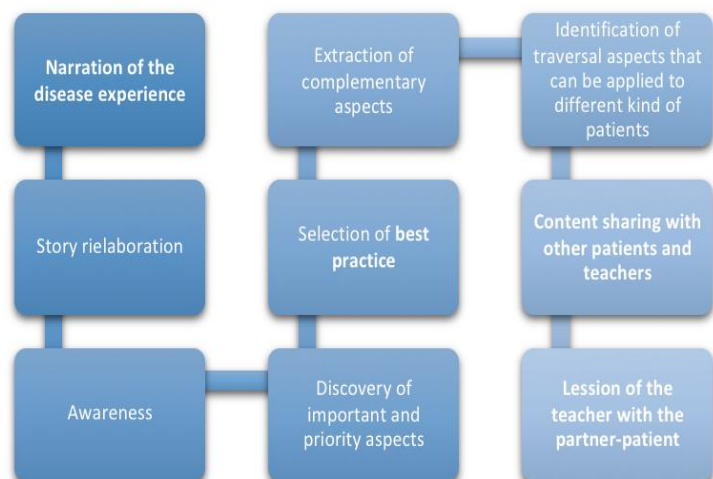 Narration of the
disease experience
Story rielaboration
Awareness
Discovery of
important and
priority aspects
Selection of best
practice
Extraction of
complementary
aspects
Identification of
traversal aspects that
can be applied to
different kind of
patients
Content sharing with
other patients and
teachers
Lession of the
teacher with the
partner-patient